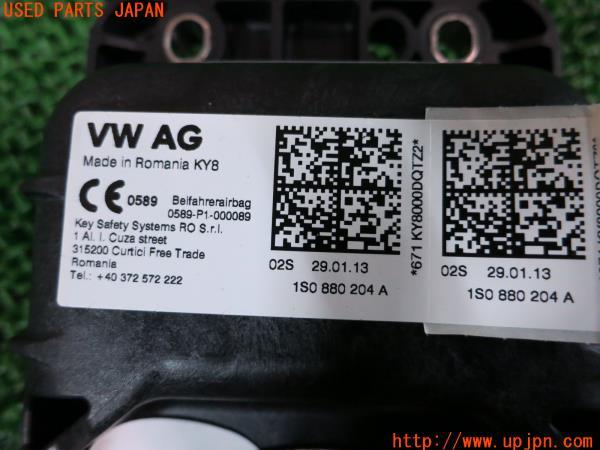 USED PARTS JAPAN
VW AG
Made in Romania KY8
CE 0589 Beifahrerairbag
0589-P1-000089
Key Safety Systems RO S.r.l.
1 Al. I. Cuza street
315200 Curtici Free Trade
Romania
Tel.: +40 372 572 222
02S 29.01.13
1S0 880 204 A
*671 KY8000DQTZ2*
02S 29.01.13
1S0 880 204 A
http://www.upjpn.com/